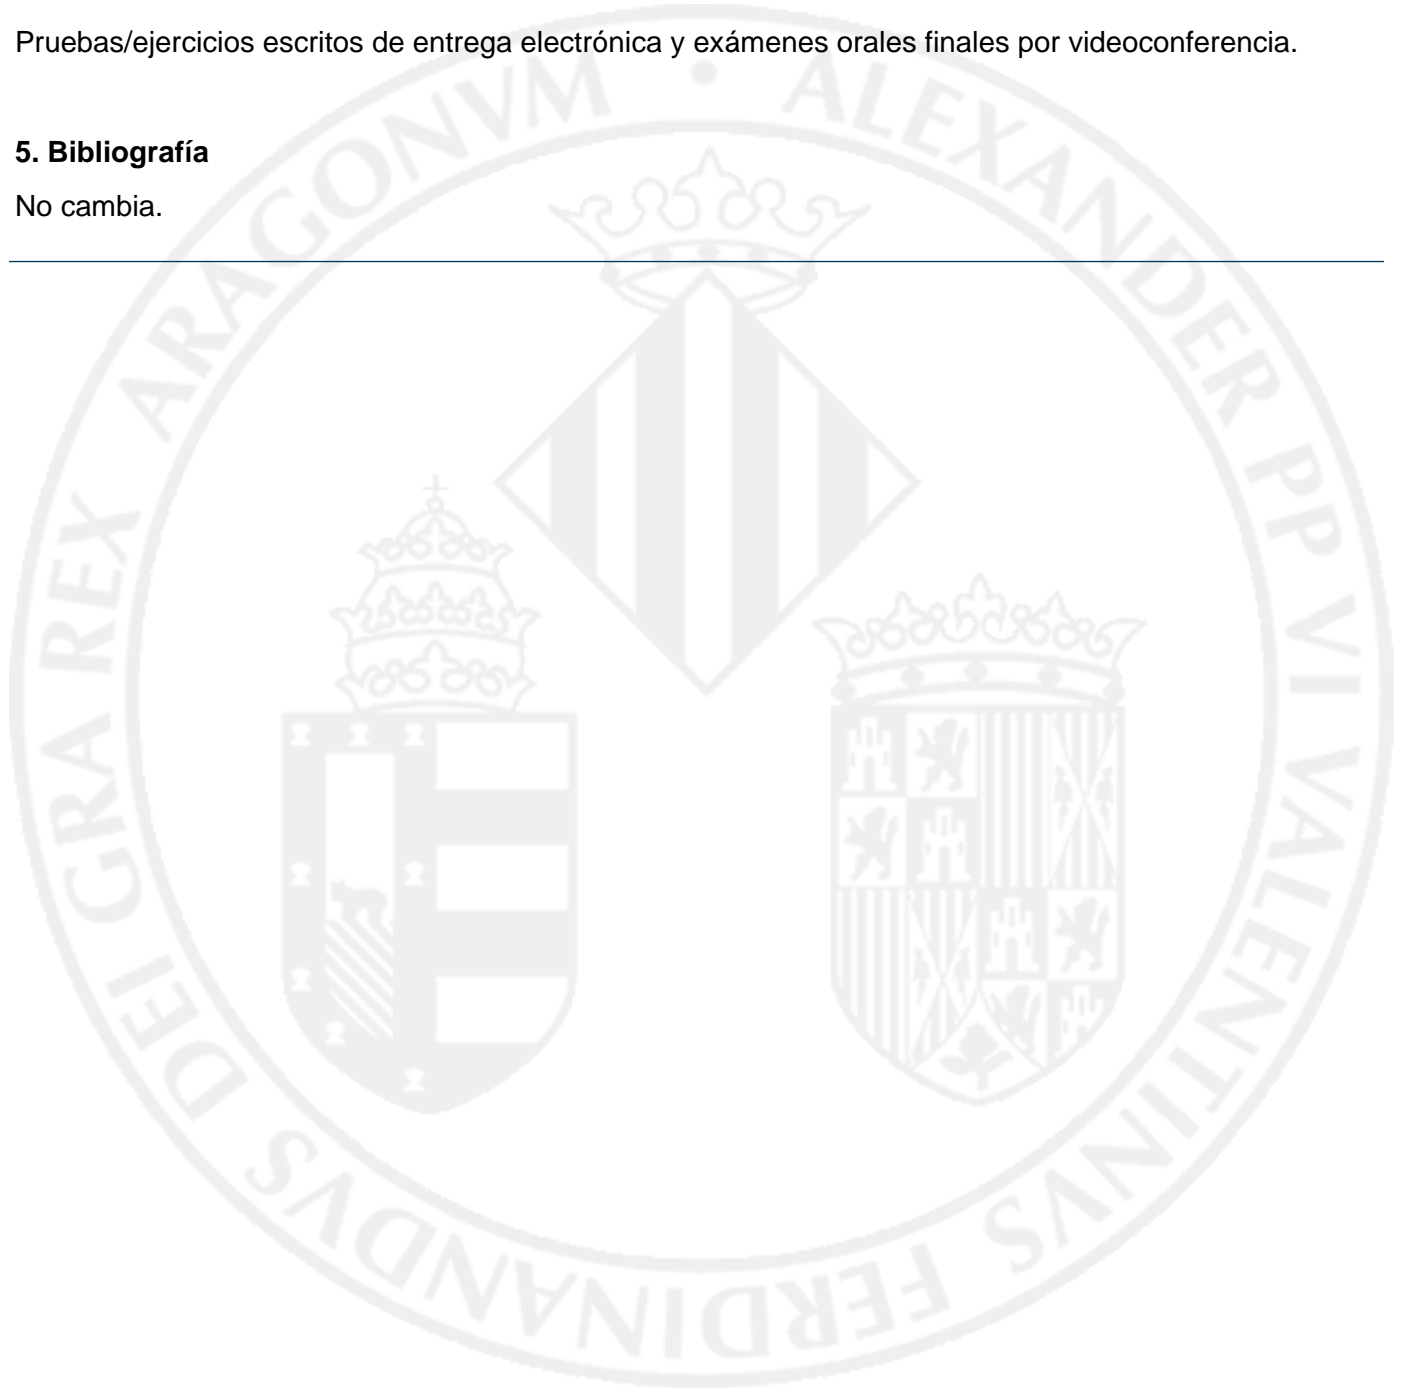 Pruebas/ejercicios escritos de entrega electrónica y exámenes orales finales por videoconferencia.
5. Bibliografía
No cambia.
ALEXANDER PP VI VALENTINVS FERDINANDVS DEI GRA REX ARAGONVM